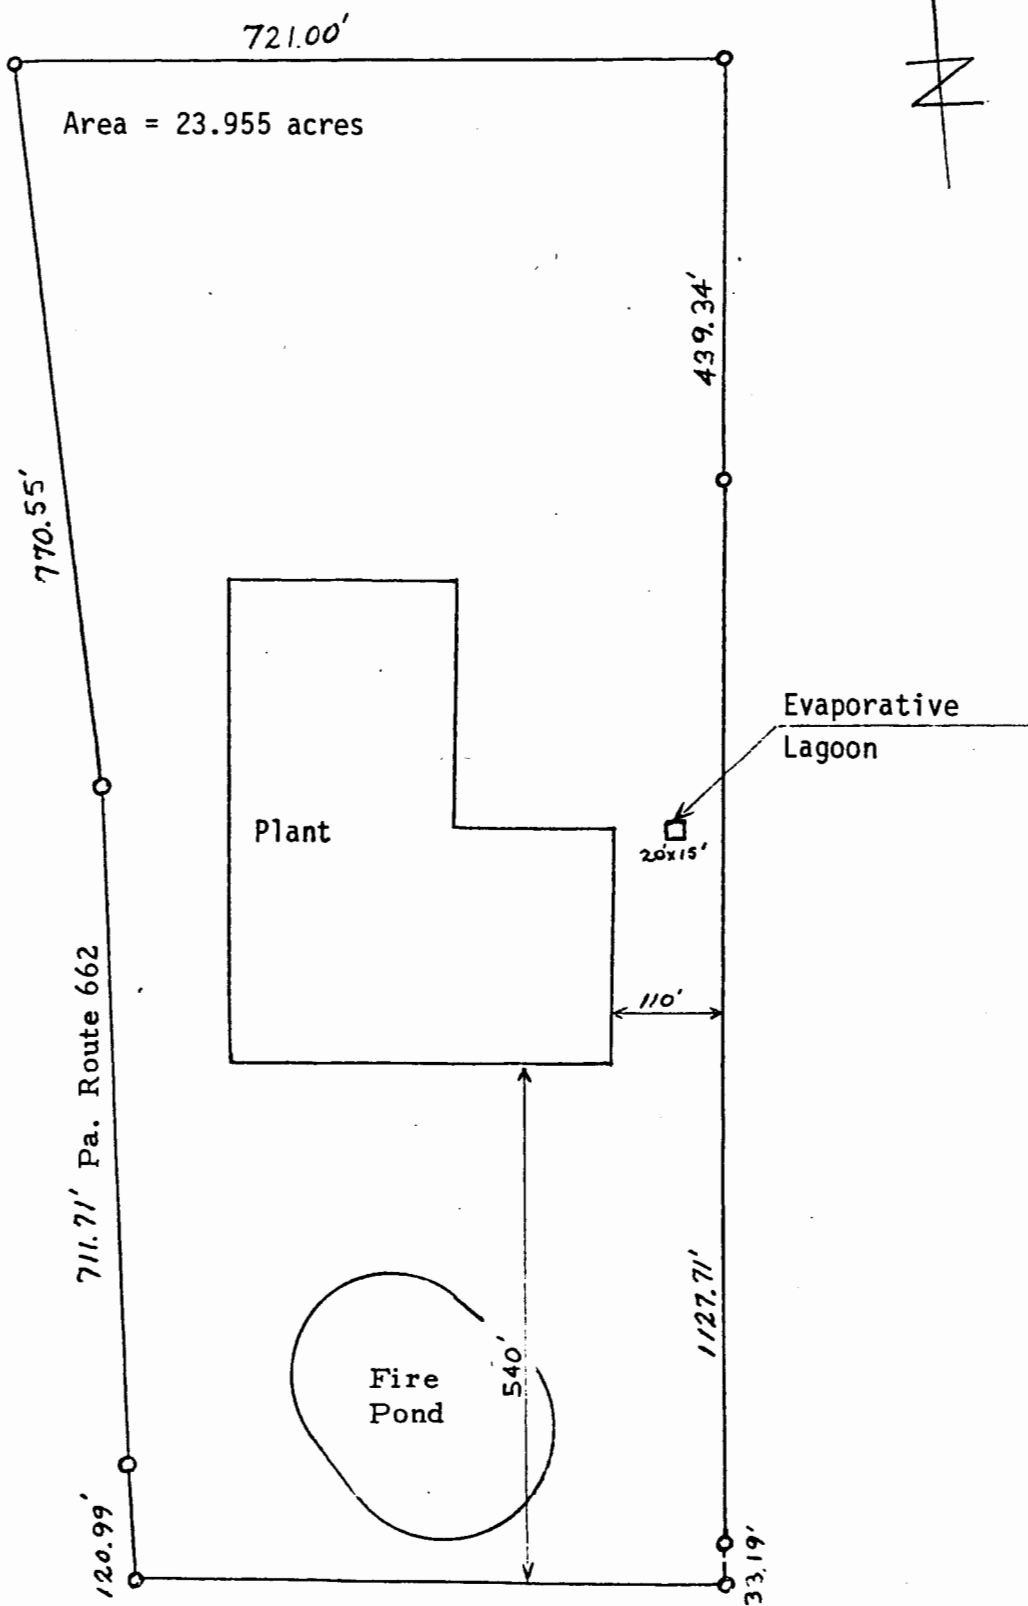 721.00'
N
Area = 23.955 acres
439.34'
770.55'
Evaporative
Lagoon
Plant
20'x15'
110'
711.71' Pa. Route 662
1127.71'
540'
Fire
Pond
120.99'
33.19'